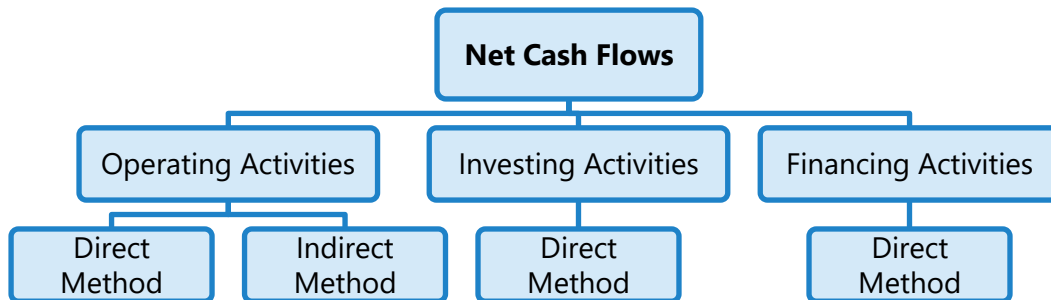 Net Cash Flows
Operating Activities
Investing Activities
Financing Activities
Direct
Method
Indirect
Method
Direct
Method
Direct
Method